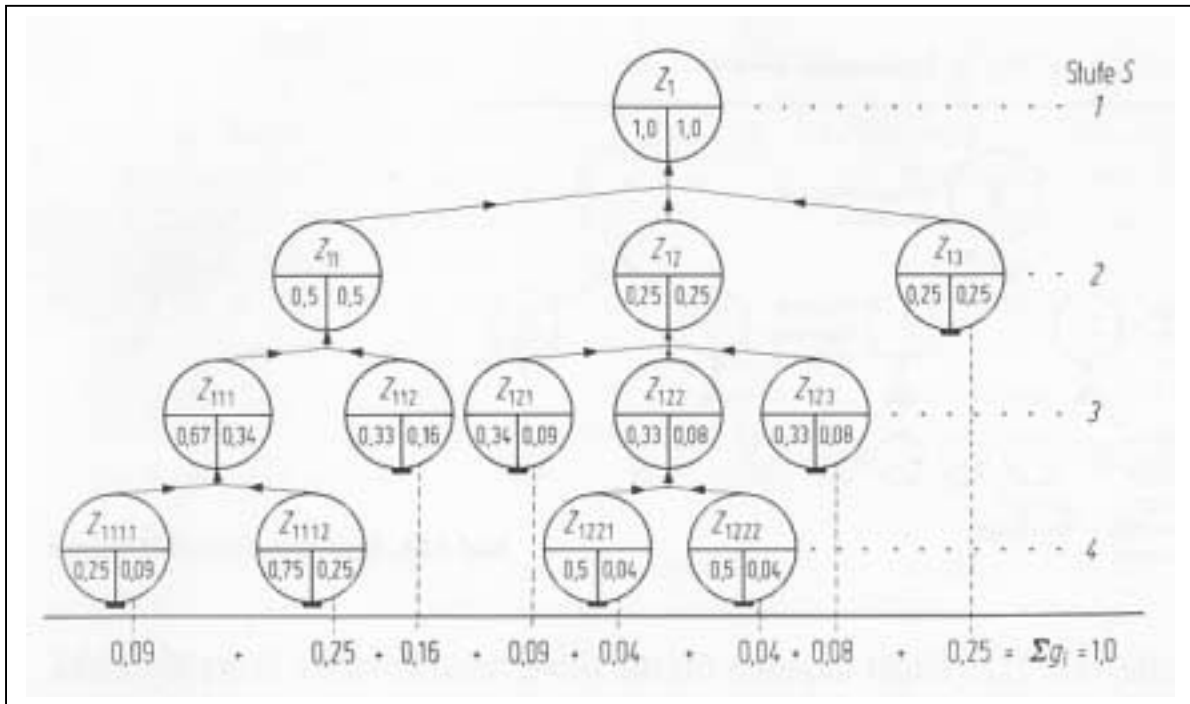 Stufe S
Z1
1,0 1,0
1
Z11
0,5 0,5
Z12
0,25 0,25
Z13
0,25 0,25
2
Z111
0,67 0,34
Z112
0,33 0,16
Z121
0,34 0,09
Z122
0,33 0,08
Z123
0,33 0,08
3
Z1111
0,25 0,09
Z1112
0,75 0,25
Z1221
0,5 0,04
Z1222
0,5 0,04
4
0,09 + 0,25 + 0,16 + 0,09 + 0,04 + 0,04 + 0,08 + 0,25 = Σgi = 1,0